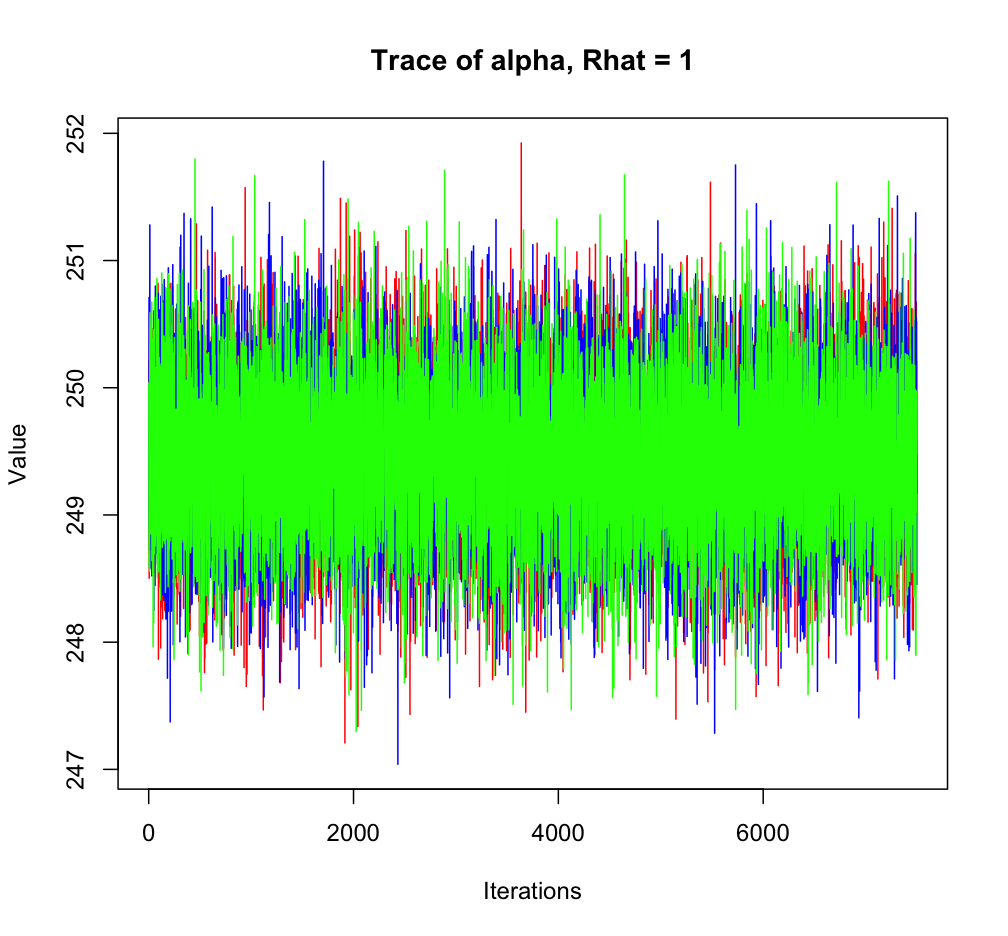 Trace of alpha, Rhat = 1
252
251
250
249
248
247
Value
0 2000 4000 6000
Iterations